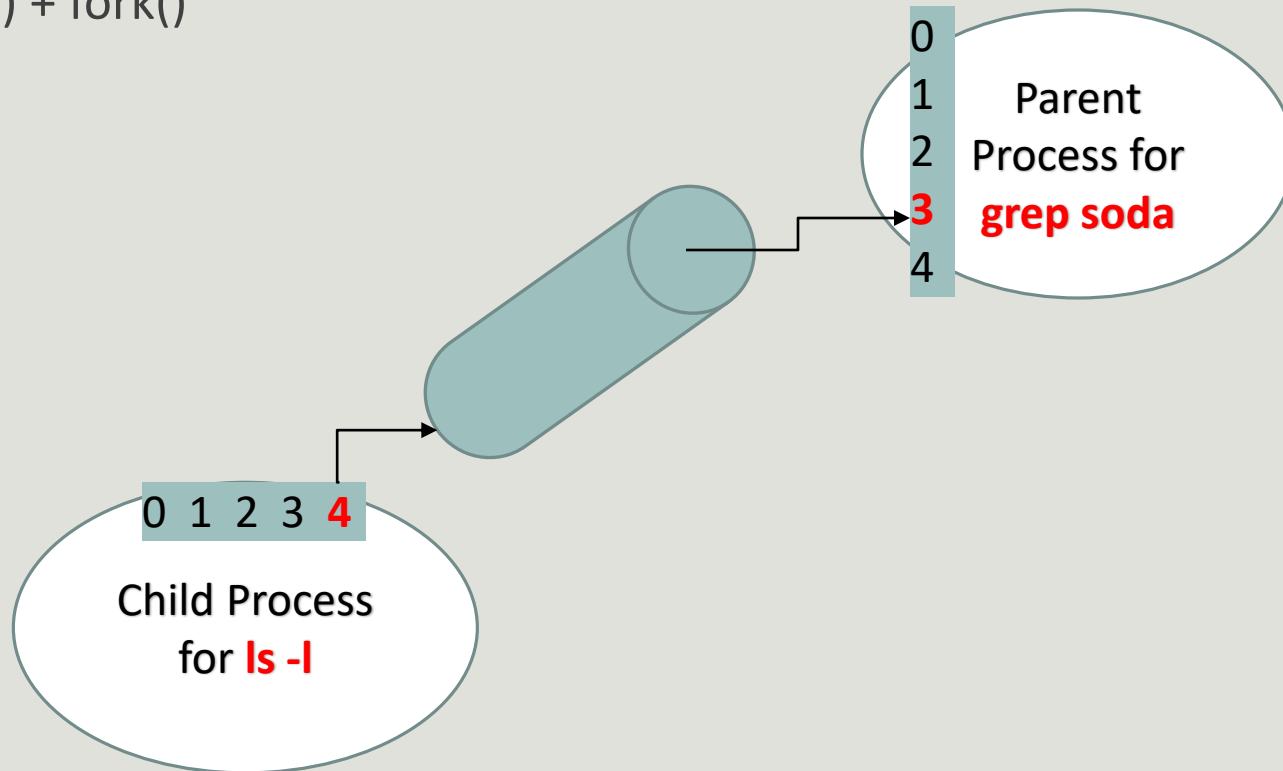 ) + fork()
0
1
2
3
4
Parent
Process for
grep soda
0 1 2 3 4
Child Process
for ls -l